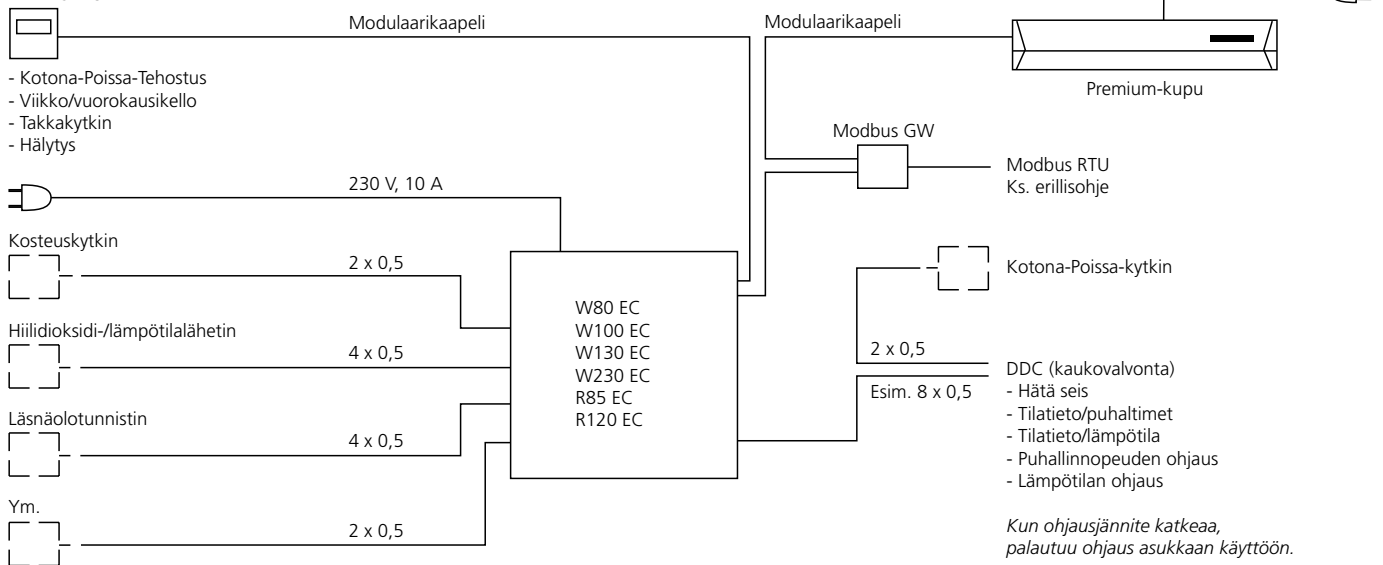 Modulaarikaapeli
Modulaarikaapeli
- Kotona-Poissa-Tehostus
- Viikko/vuorokausikello
- Takkakytkin
- Hälytys
Premium-kupu
Modbus GW
Modbus RTU
Ks. erillisohje
230 V, 10 A
Kosteuskytkin
2 x 0,5
Kotona-Poissa-kytkin
W80 EC
W100 EC
W130 EC
W230 EC
R85 EC
R120 EC
Hiilidioksidi-/lämpötilalähetin
4 x 0,5
2 x 0,5
Esim. 8 x 0,5
DDC (kaukovalvonta)
- Hätä seis
- Tilatieto/puhaltimet
- Tilatieto/lämpötila
- Puhallinnopeuden ohjaus
- Lämpötilan ohjaus
Läsnäolotunnistin
4 x 0,5
Ym.
2 x 0,5
Kun ohjausjännite katkeaa,
palautuu ohjaus asukkaan käyttöön.